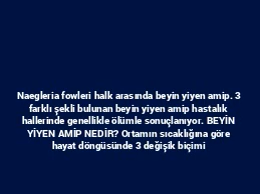 Naegleria fowleri halk arasında beyin yiyen amip. 3
farklı şekli bulunan beyin yiyen amip hastalık
hallerinde genellikle ölümle sonuçlanıyor. BEYİN
YİYEN AMİP NEDİR? Ortamın sıcaklığına göre
hayat döngüsünde 3 değişik biçimi